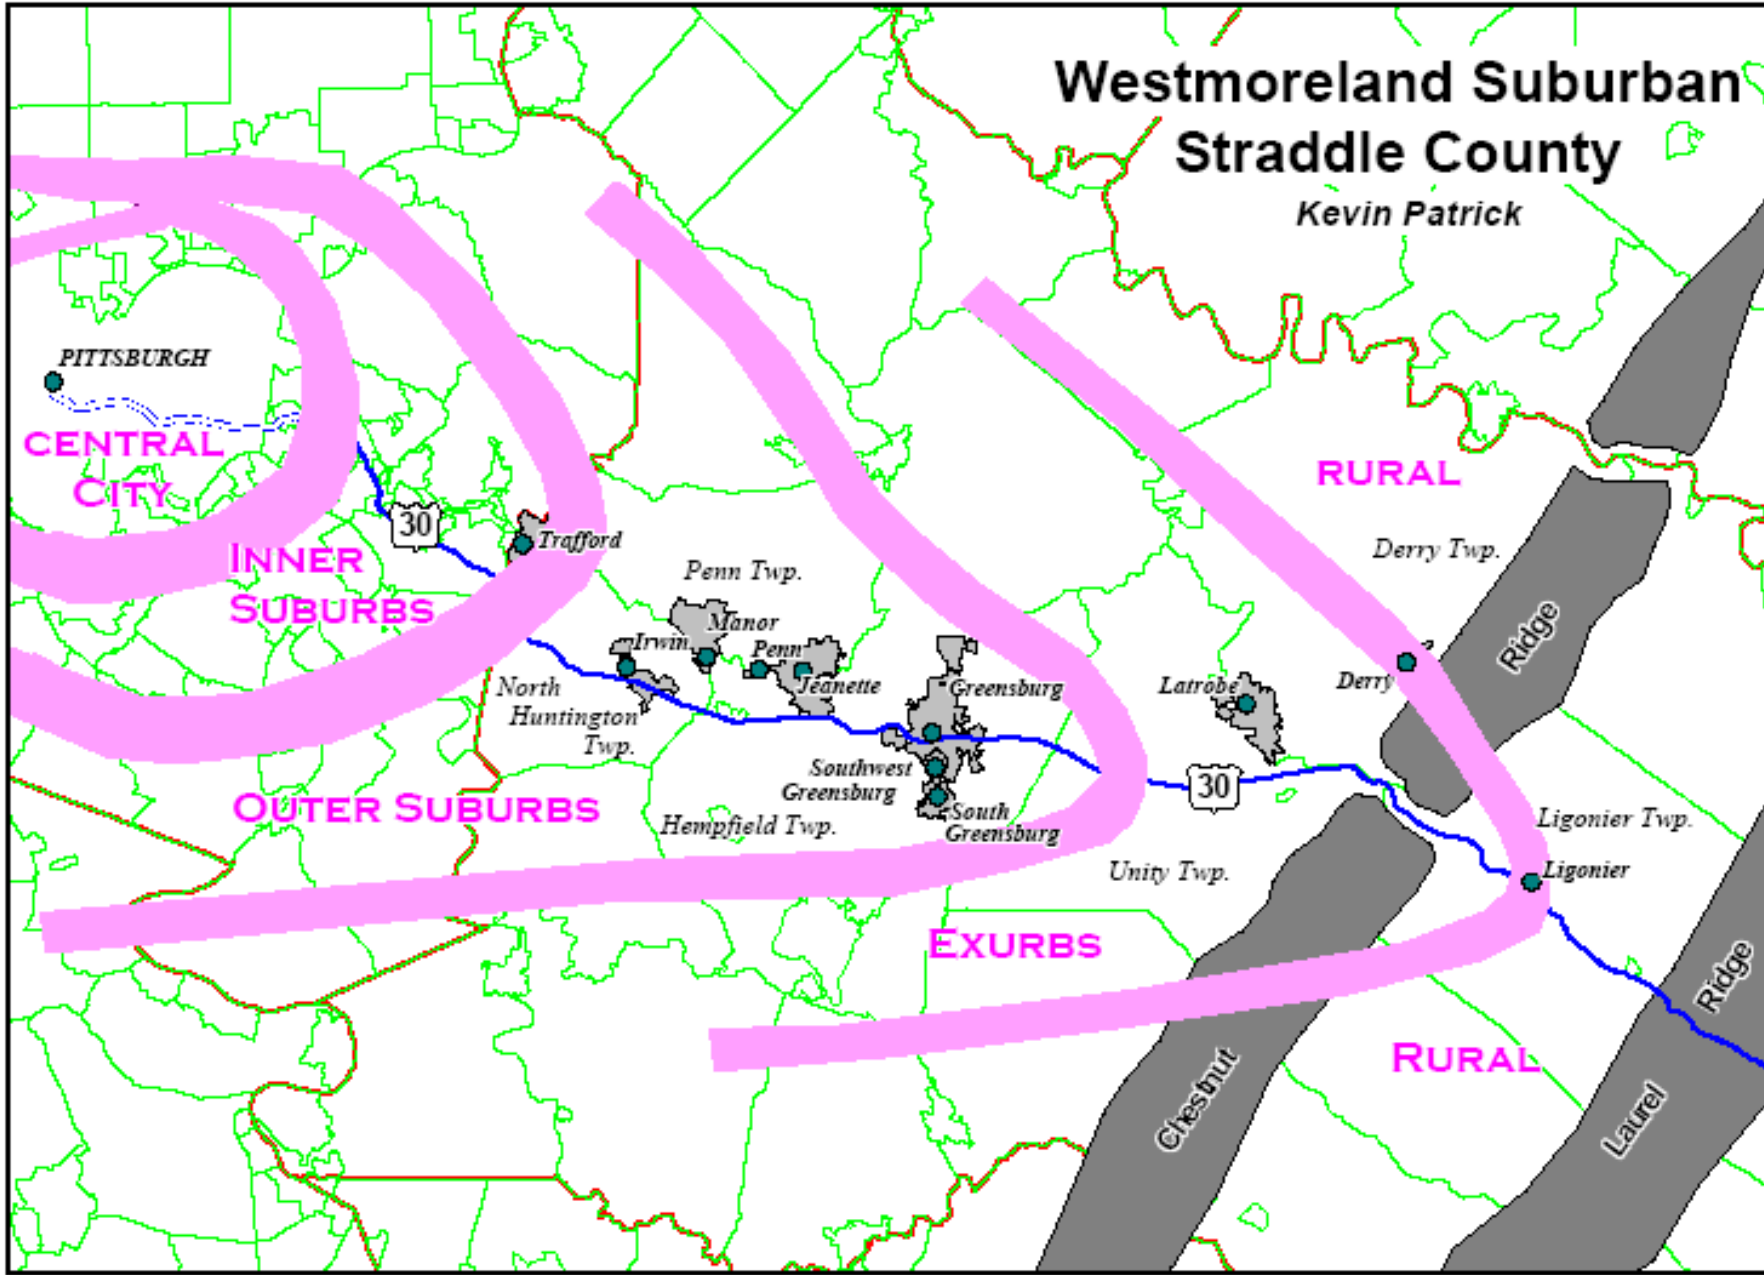 Westmoreland Suburban
Straddle County
Kevin Patrick
PITTSBURGH
CENTRAL
CITY
RURAL
30
INNER
SUBURBS
Trafford
Derry Twp.
Penn Twp.
Manor
Irwin
Penn
Jeanette
Greensburg
Latrobe
Derry
Ridge
North
Huntington
Twp.
Southwest
Greensburg
30
OUTER SUBURBS
Hempfield Twp.
South
Greensburg
Ligonier Twp.
Unity Twp.
Ligonier
EXURBS
Ridge
RURAL
Chestnut
Laurel